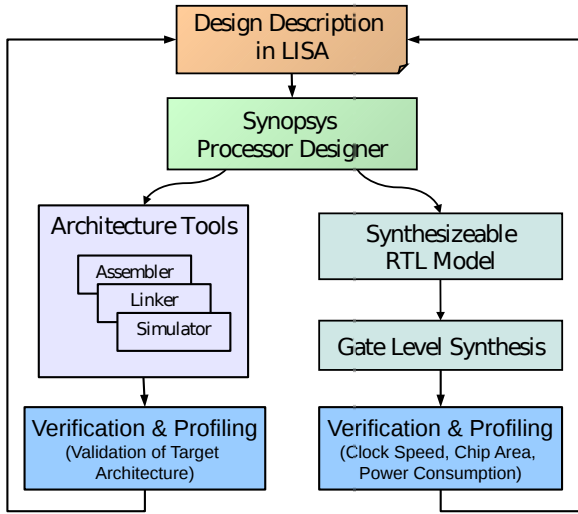 Design Description
in LISA
Synopsys
Processor Designer
Architecture Tools
Assembler
Linker
Simulator
Synthesizeable
RTL Model
Gate Level Synthesis
Verification & Profiling
(Validation of Target
Architecture)
Verification & Profiling
(Clock Speed, Chip Area,
Power Consumption)